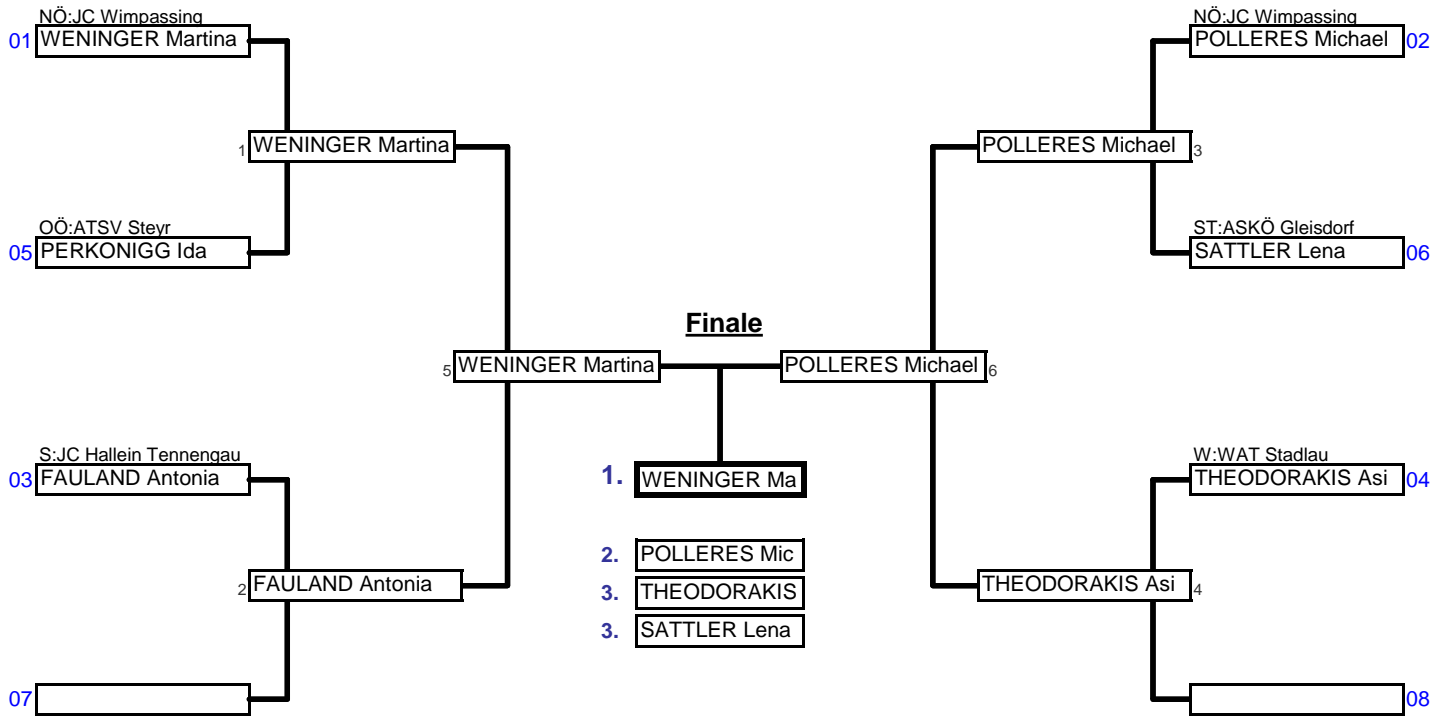 NÖ:JC Wimpassing
01 WENINGER Martina
1 WENINGER Martina
OÖ:ATSV Steyr
05 PERKONIGG Ida
5 WENINGER Martina
S:JC Hallein Tennengau
03 FAULAND Antonia
2 FAULAND Antonia
07
Finale
1. WENINGER Ma
2. POLLERES Mic
3. THEODORAKIS
3. SATTLER Lena
NÖ:JC Wimpassing
POLLERES Michael 02
POLLERES Michael 3
ST:ASKÖ Gleisdorf
SATTLER Lena 06
POLLERES Michael 6
W:WAT Stadlau
THEODORAKIS Asi 04
THEODORAKIS Asi 4
08